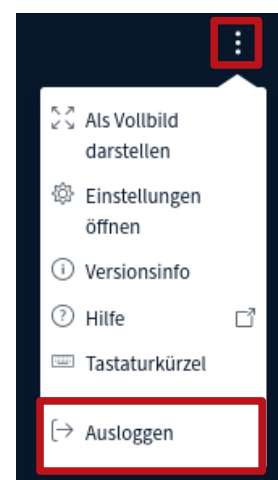 Als Vollbild
darstellen
Einstellungen
öffnen
Versionsinfo
Hilfe
Tastaturkürzel
Ausloggen